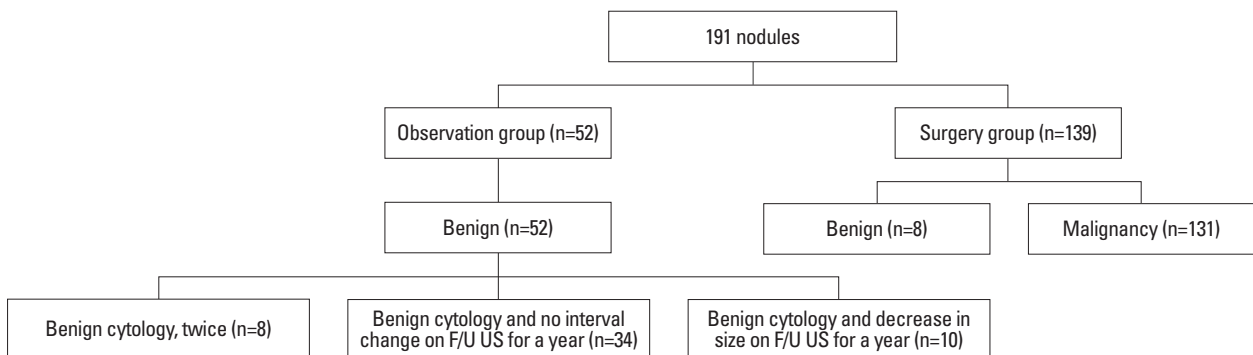 191 nodules
Observation group (n=52)
Surgery group (n=139)
Benign (n=52)
Benign (n=8)
Malignancy (n=131)
Benign cytology, twice (n=8)
Benign cytology and no interval
change on F/U US for a year (n=34)
Benign cytology and decrease in
size on F/U US for a year (n=10)